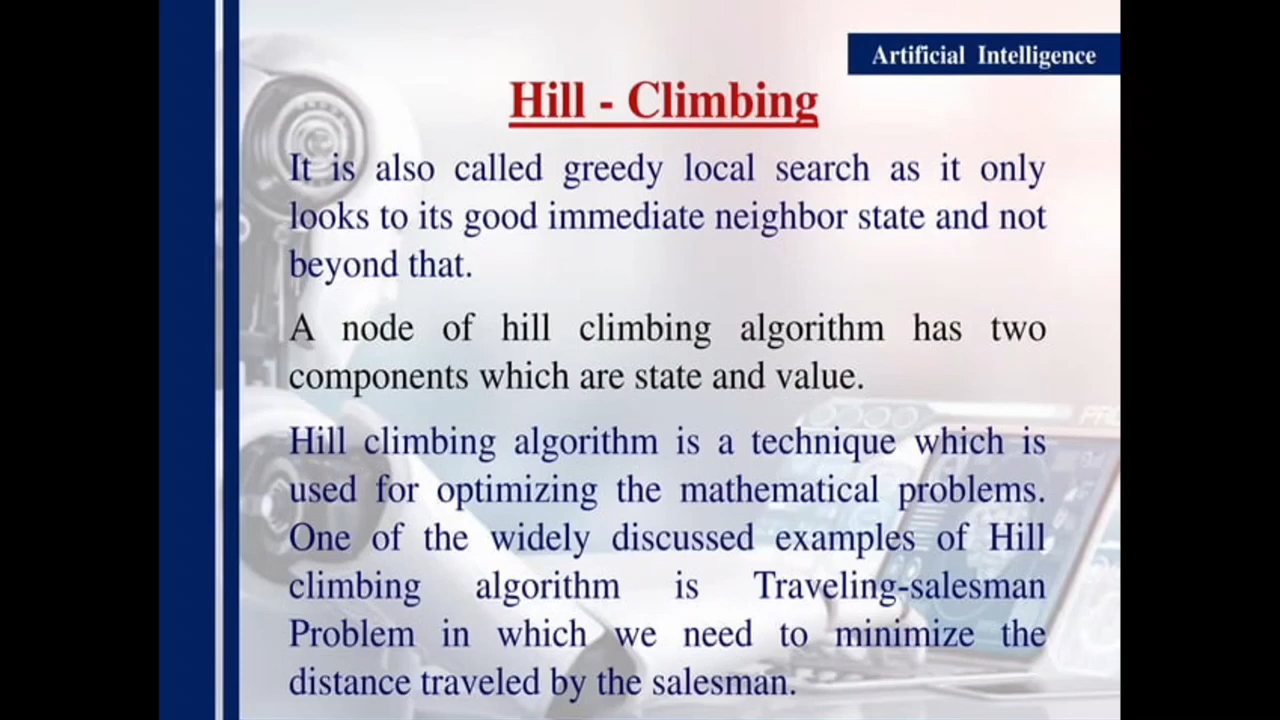 Artificial Intelligence
Hill - Climbing
It is also called greedy local search as it only
looks to its good immediate neighbor state and not
beyond that.
A node of hill climbing algorithm has two
components which are state and value.
Hill climbing algorithm is a technique which is
used for optimizing the mathematical problems.
One of the widely discussed examples of Hill
climbing algorithm is Traveling-salesman
Problem in which we need to minimize the
distance traveled by the salesman.